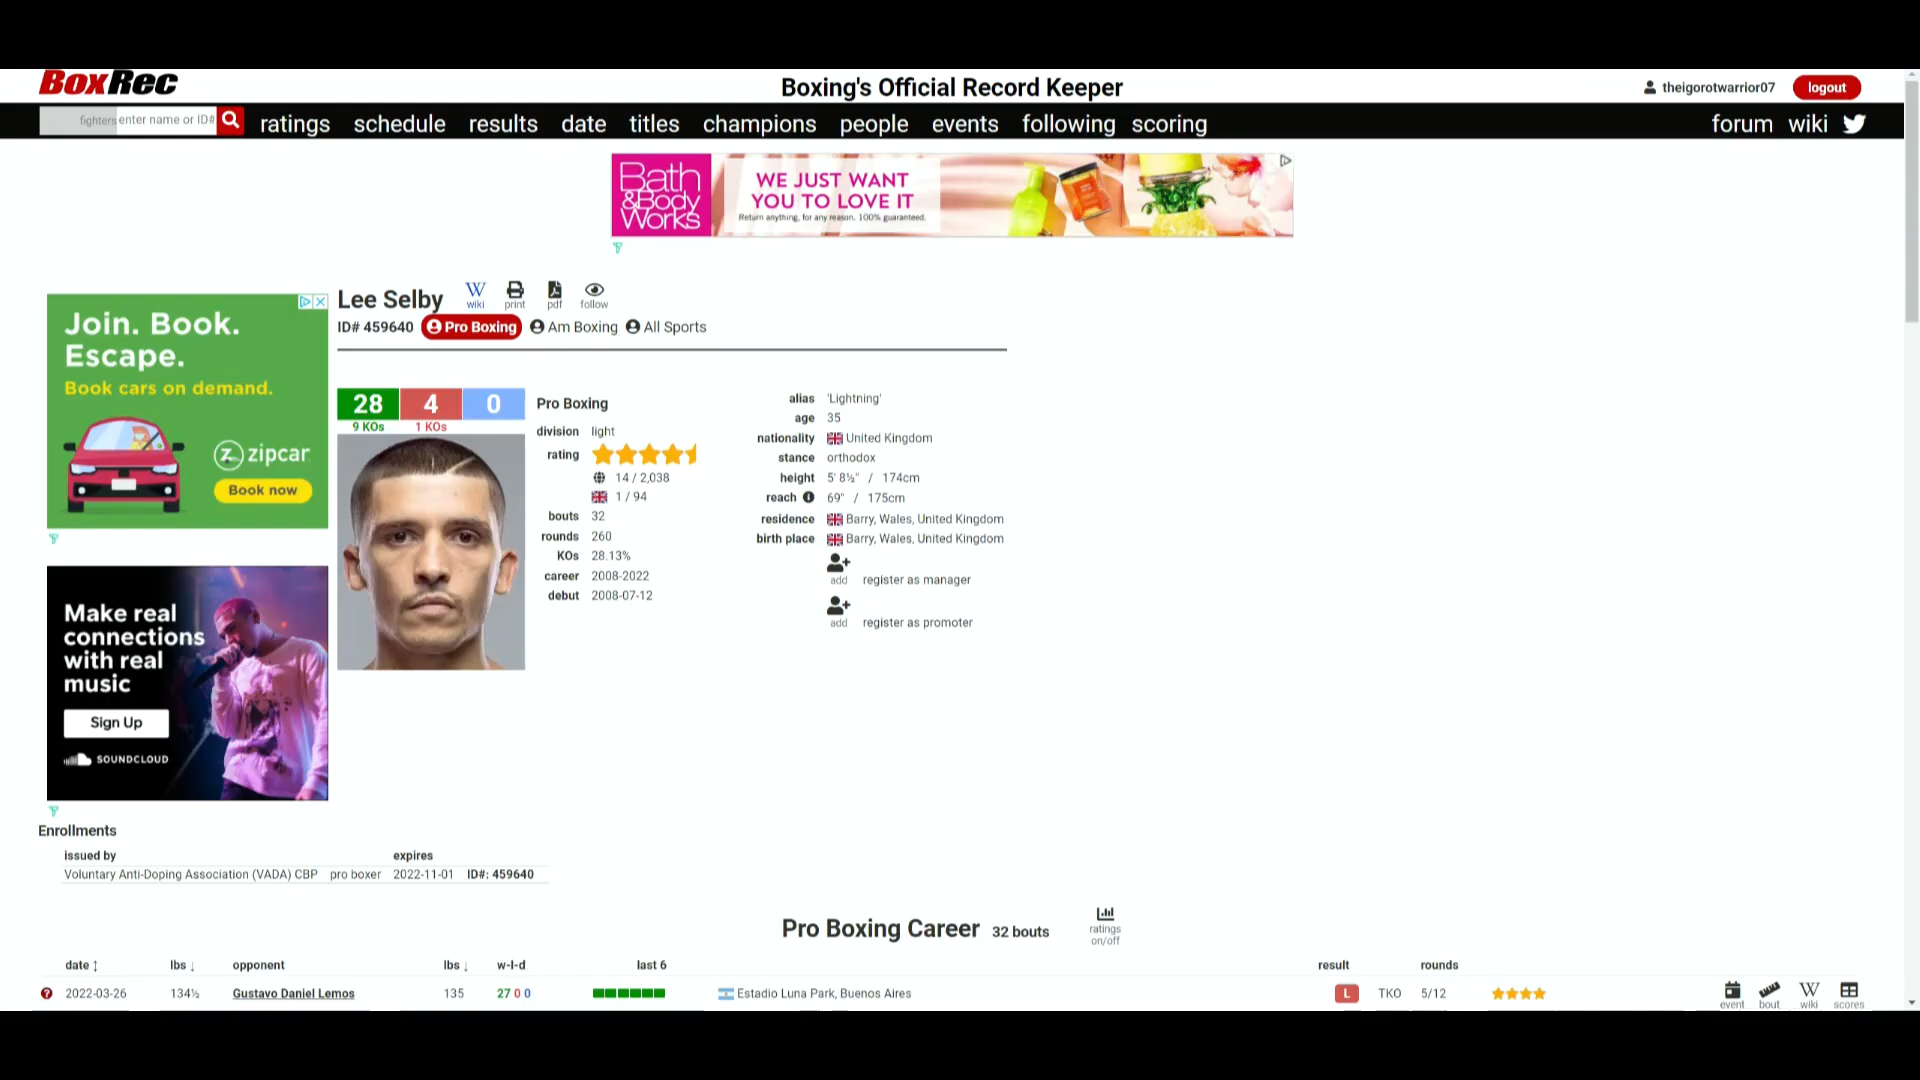 BoxRec
Boxing's Official Record Keeper
theigorotwarrior07
logout
fighters enter name or ID#
ratings schedule results date titles champions people events following scoring
forum wiki
Bath
&Body
Works
WE JUST WANT
YOU TO LOVE IT
Return anything, for any reason. 100% guaranteed.
Join. Book.
Escape.
Book cars on demand.
zipcar
Book now
Make real
connections
with real
music
Sign Up
SOUNDCLOUD
Lee Selby
wiki print pdf follow
ID# 459640 Pro Boxing Am Boxing All Sports
28 4 0
9 KOs 1 KOs
Pro Boxing
division light
rating
14 / 2,038
1 / 94
bouts 32
rounds 260
KOs 28.13%
career 2008-2022
debut 2008-07-12
alias 'Lightning'
age 35
nationality United Kingdom
stance orthodox
height 5' 8½" / 174cm
reach 69" / 175cm
residence Barry, Wales, United Kingdom
birth place Barry, Wales, United Kingdom
add register as manager
add register as promoter
Enrollments
issued by expires
Voluntary Anti-Doping Association (VADA) CBP pro boxer 2022-11-01 ID#: 459640
Pro Boxing Career 32 bouts
ratings
on/off
date lbs opponent lbs w-l-d last 6 result rounds
2022-03-26 134½ Gustavo Daniel Lemos 135 27 0 0 Estadio Luna Park, Buenos Aires L TKO 5/12
event bout wiki scores